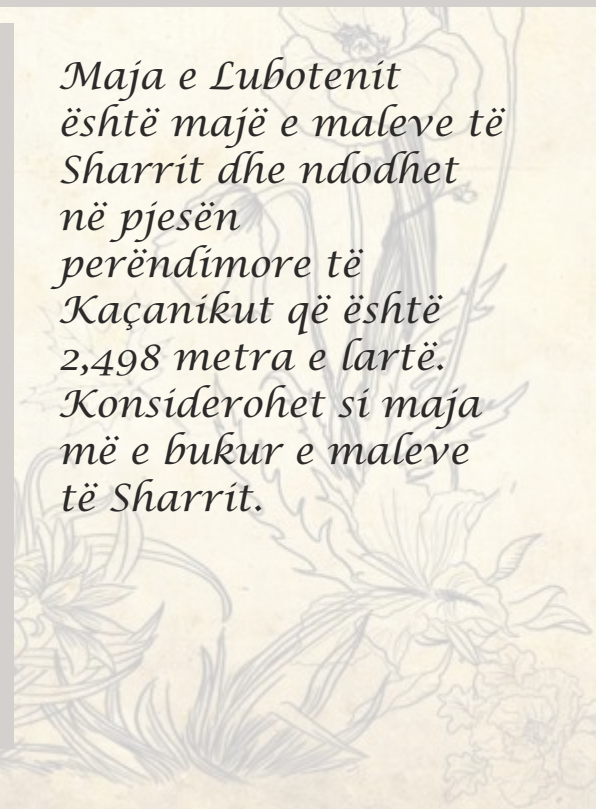 Maja e Lubotenit
është majë e maleve të
Sharrit dhe ndodhet
në pjesën
perëndimore të
Kaçanikut që është
2,498 metra e lartë.
Konsiderohet si maja
më e bukur e maleve
të Sharrit.